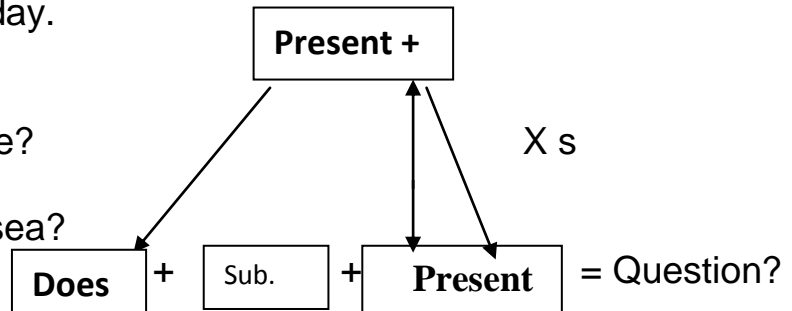 day.
Present +
e?
X s
sea?
Does + Sub. + Present = Question?